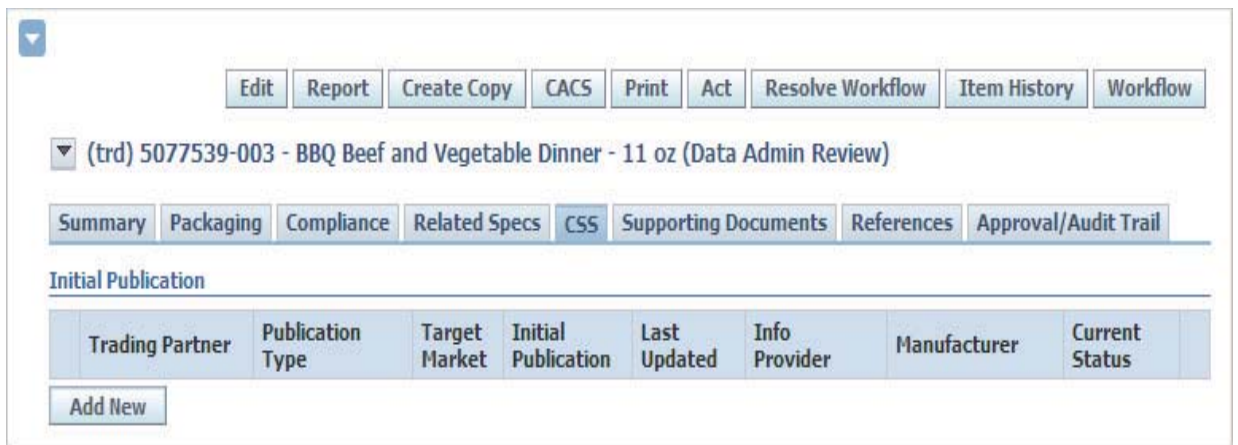 Edit Report Create Copy CACS Print Act Resolve Workflow Item History Workflow
(trd) 5077539-003 - BBQ Beef and Vegetable Dinner - 11 oz (Data Admin Review)
Summary Packaging Compliance Related Specs CSS Supporting Documents References Approval/Audit Trail
Initial Publication
Trading Partner Publication Type Target Market Initial Publication Last Updated Info Provider Manufacturer Current Status
Add New